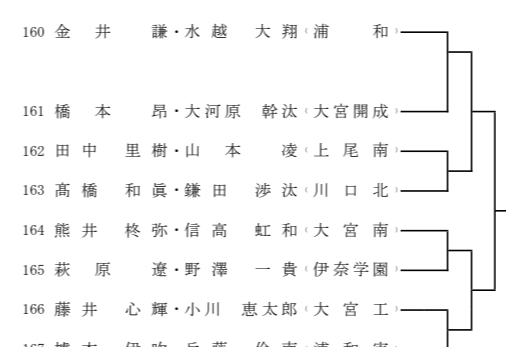 160 金井 謙・水越 大翔（浦和）
161 橋本 昂・大河原 幹汰（大宮開成）
162 田中 里樹・山本 凌（上尾南）
163 髙橋 和眞・鎌田 渉汰（川口北）
164 熊井 柊弥・信高 虹和（大宮南）
165 萩原 遼・野澤 一貴（伊奈学園）
166 藤井 心輝・小川 恵太郎（大宮工）